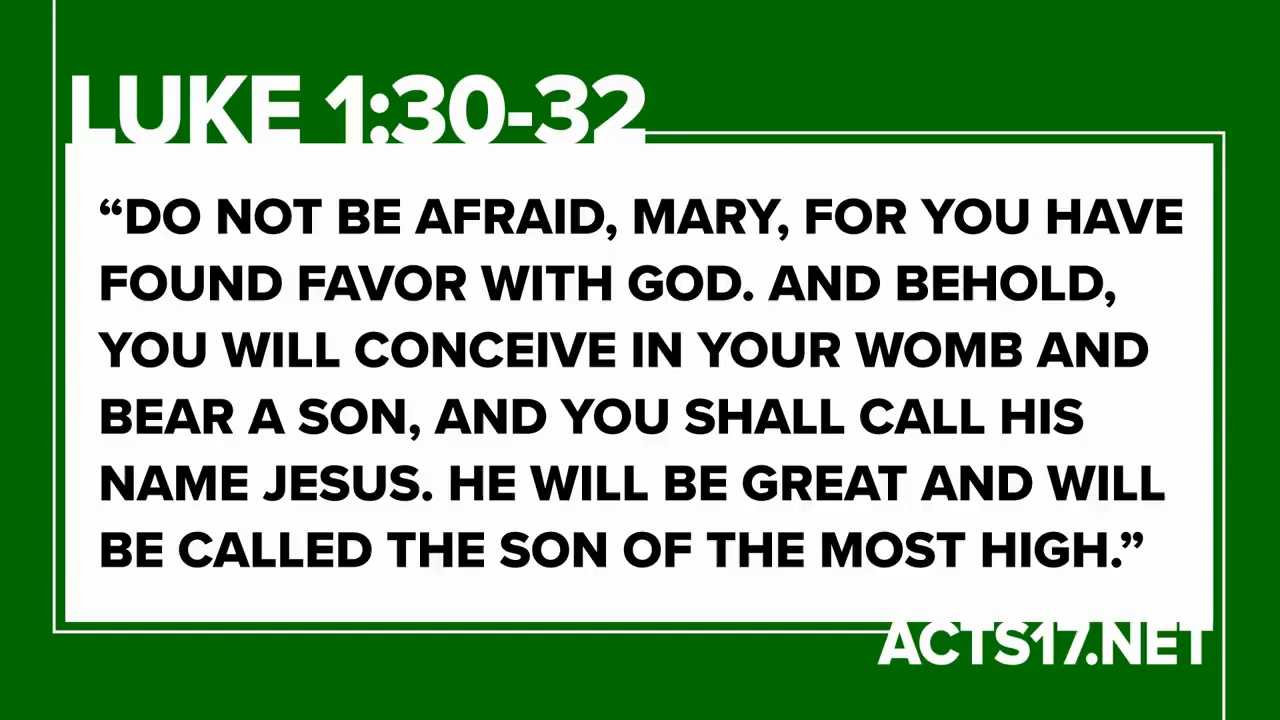 LUKE 1:30-32
“DO NOT BE AFRAID, MARY, FOR YOU HAVE
FOUND FAVOR WITH GOD. AND BEHOLD,
YOU WILL CONCEIVE IN YOUR WOMB AND
BEAR A SON, AND YOU SHALL CALL HIS
NAME JESUS. HE WILL BE GREAT AND WILL
BE CALLED THE SON OF THE MOST HIGH.”
ACTS17.NET